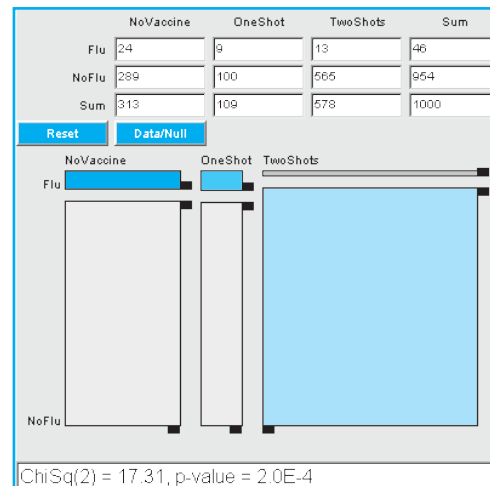 NoVaccine OneShot TwoShots Sum
Flu 24 9 13 46
NoFlu 289 100 565 954
Sum 313 109 578 1000
Reset Data/Null
NoVaccine OneShot TwoShots
Flu
NoFlu
ChiSq(2) = 17.31, p-value = 2.0E-4